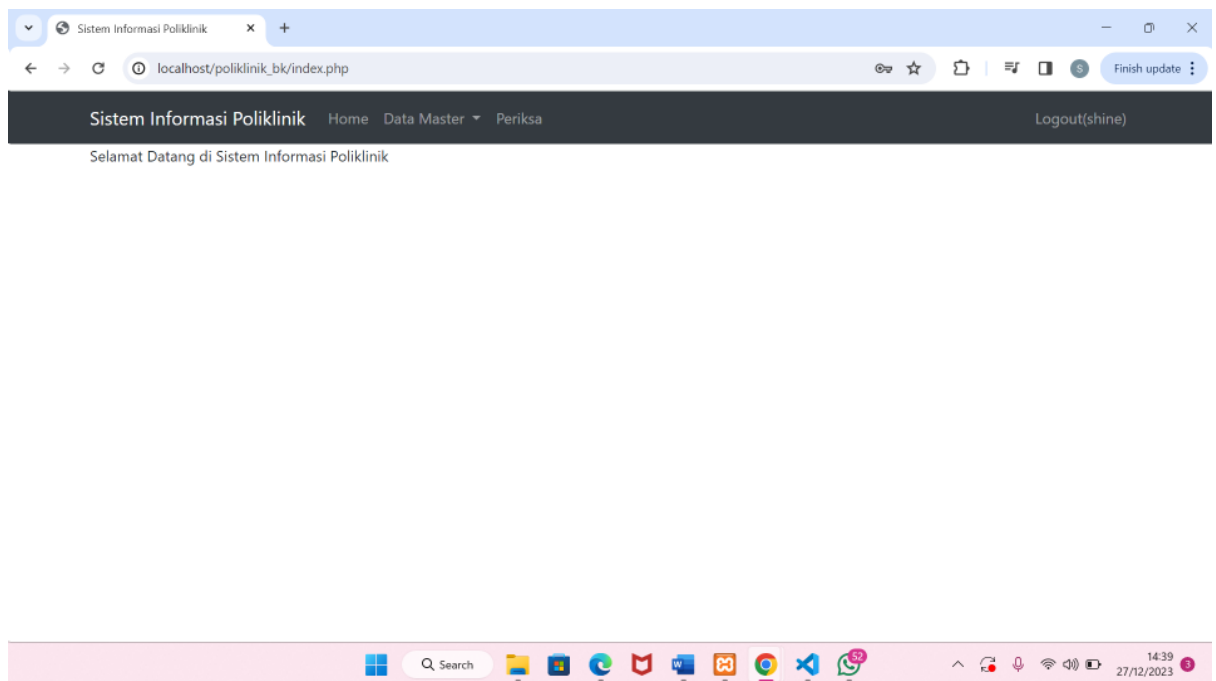 Sistem Informasi Poliklinik
localhost/poliklinik_bk/index.php
S
Finish update
Sistem Informasi Poliklinik Home Data Master Periksa Logout(shine)
Selamat Datang di Sistem Informasi Poliklinik
Search
52
14:39
27/12/2023
3